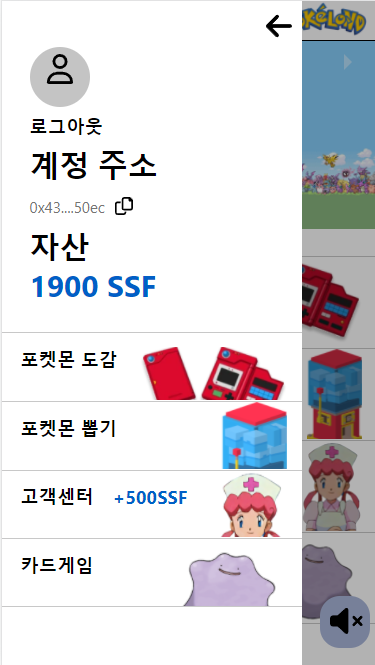 로그아웃
계정 주소
0x43....50ec
자산
1900 SSF
포켓몬 도감
포켓몬 뽑기
고객센터 +500SSF
카드게임